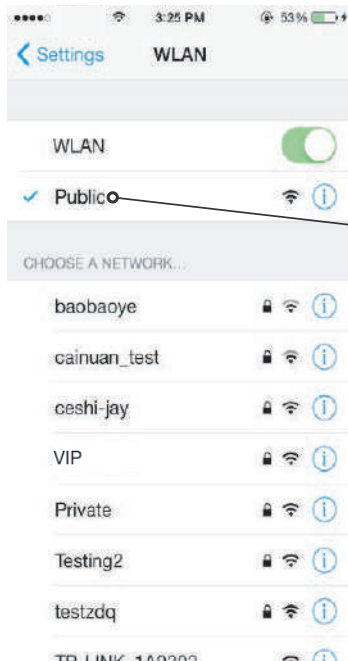 3:25 PM 53%
Settings WLAN
WLAN
Public
CHOOSE A NETWORK...
baobaoye
cainuan_test
ceshi-jay
VIP
Private
Testing2
testzdq